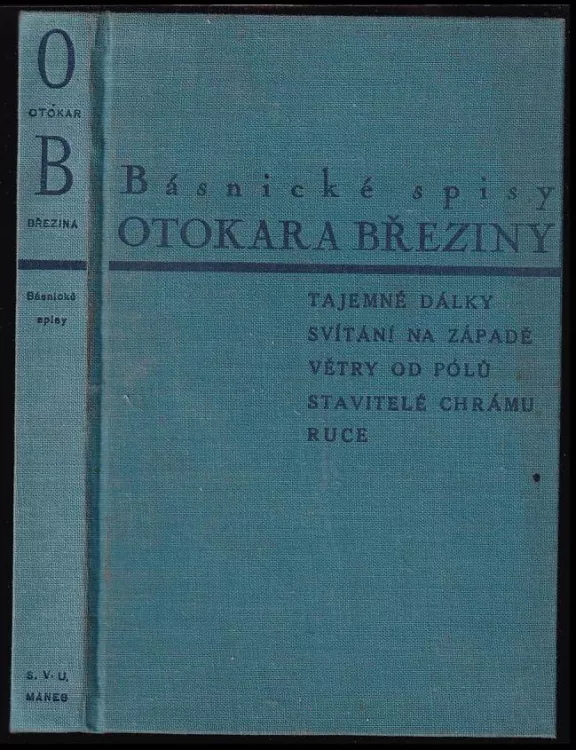 O
OTOKAR
B
BŘEZINA
Básnické
spisy
S. V. U.
MÁNES
Básnické spisy
OTOKARA BŘEZINY
TAJEMNÉ DÁLKY
SVÍTÁNÍ NA ZÁPADĚ
VĚTRY OD PÓLŮ
STAVITELÉ CHRÁMU
RUCE